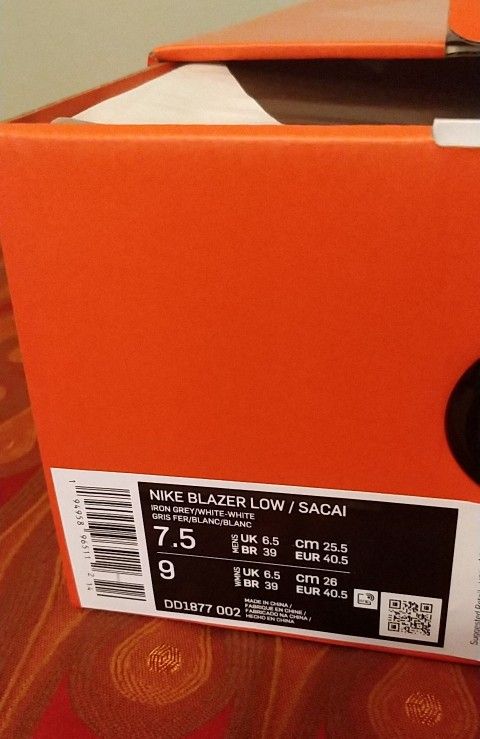 NIKE BLAZER LOW / SACAI
IRON GREY/WHITE-WHITE
GRIS FER/BLANC/BLANC
7.5 MENS UK 6.5 cm 25.5
BR 39 EUR 40.5
9 WMNS UK 6.5 cm 26
BR 39 EUR 40.5
DD1877 002
MADE IN CHINA /
FABRIQUE EN CHINE /
FABRICADO NA CHINA /
HECHO EN CHINA